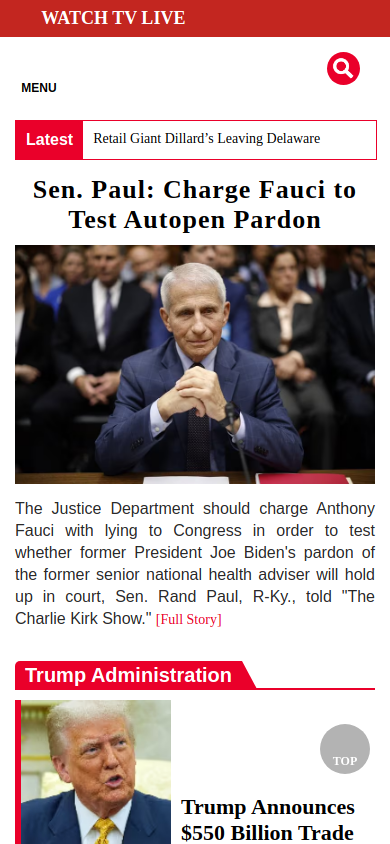 WATCH TV LIVE
MENU
Latest
Retail Giant Dillard’s Leaving Delaware
Sen. Paul: Charge Fauci to
Test Autopen Pardon
The Justice Department should charge Anthony
Fauci with lying to Congress in order to test
whether former President Joe Biden's pardon of
the former senior national health adviser will hold
up in court, Sen. Rand Paul, R-Ky., told "The
Charlie Kirk Show." [Full Story]
Trump Administration
TOP
Trump Announces
$550 Billion Trade